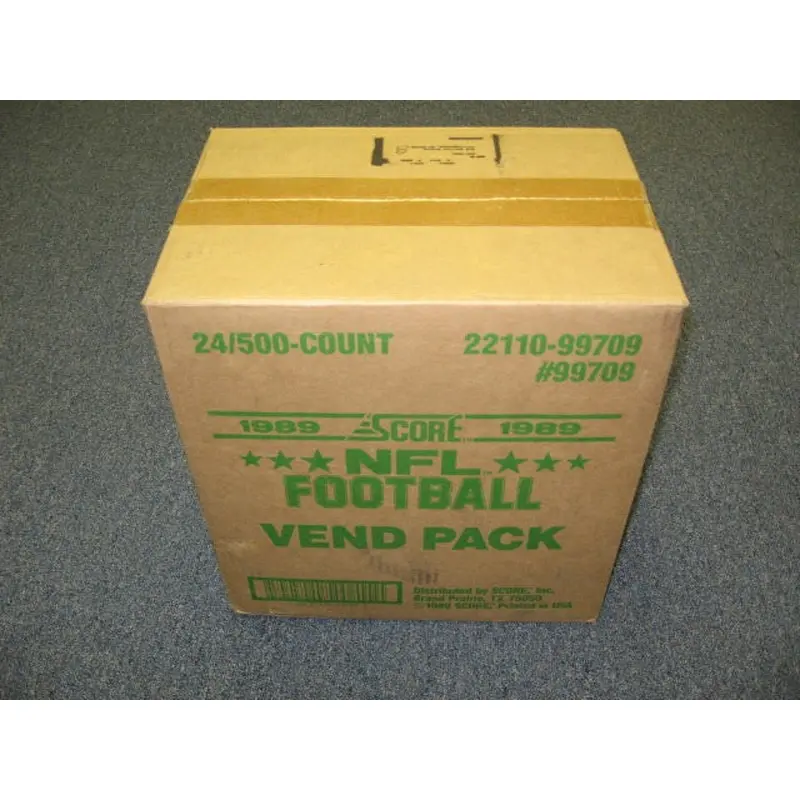 24/500-COUNT 22110-99709
#99709
1989 SCORE 1989
NFL
FOOTBALL
VEND PACK
Distributed by SCORE, Inc.
Grand Prairie, TX 75050
©1989 SCORE, Printed in USA